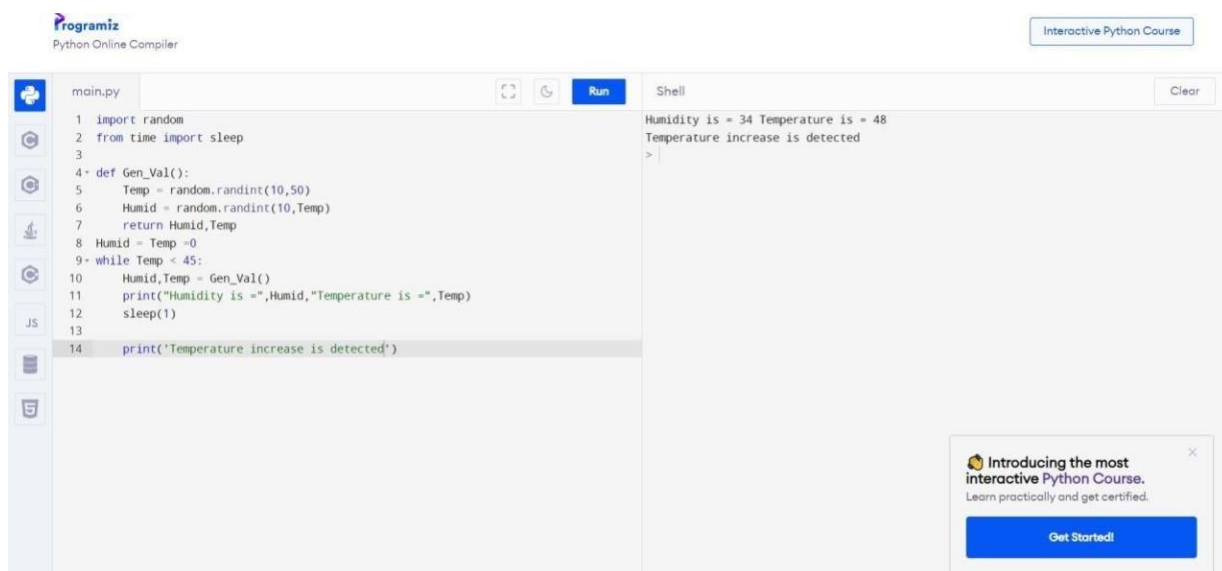 Programiz
Python Online Compiler
Interactive Python Course
main.py
Run
Shell
Clear
1 import random
2 from time import sleep
3
4 def Gen_Val():
5 Temp = random.randint(10,50)
6 Humid = random.randint(10,Temp)
7 return Humid,Temp
8 Humid = Temp =0
9 while Temp < 45:
10 Humid,Temp = Gen_Val()
11 print("Humidity is =",Humid,"Temperature is =",Temp)
12 sleep(1)
13
14 print('Temperature increase is detected')
Humidity is = 34 Temperature is = 48
Temperature increase is detected
>
JS
Introducing the most
interactive Python Course.
Learn practically and get certified.
Get Started!